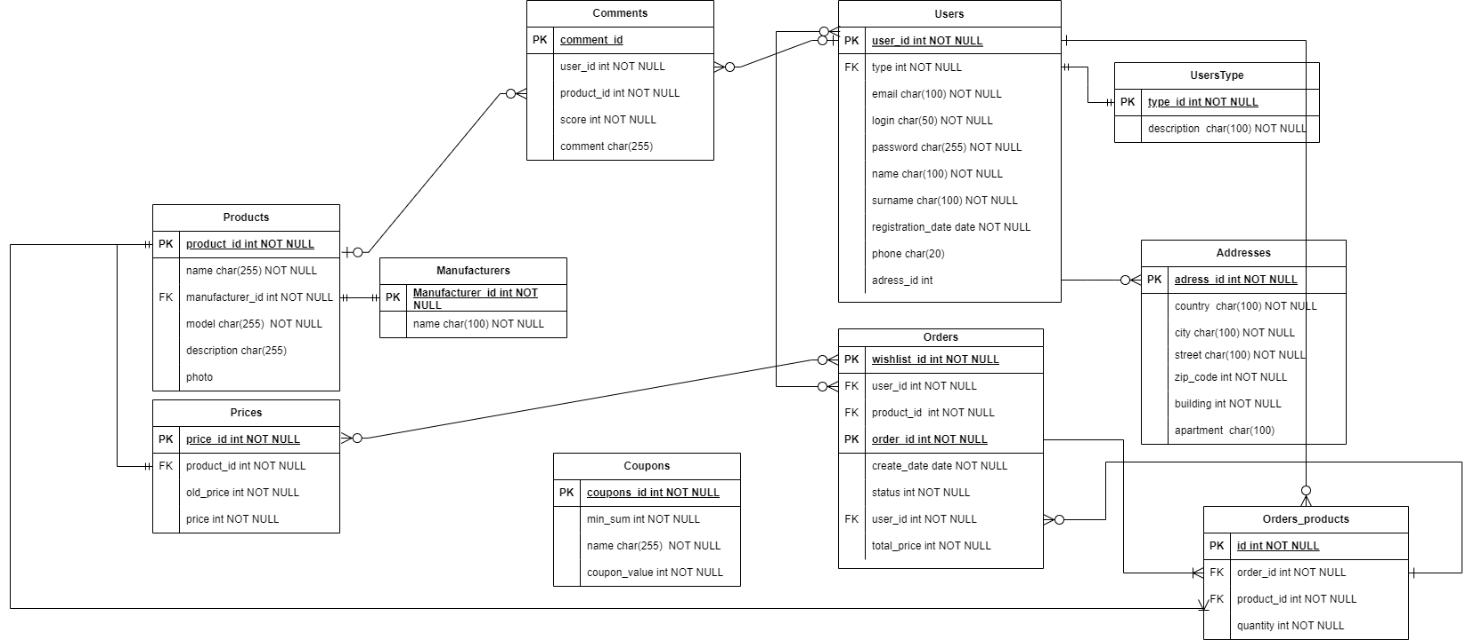 Comments
PK comment_id
user_id int NOT NULL
product_id int NOT NULL
score int NOT NULL
comment char(255)
Users
PK user_id int NOT NULL
FK type int NOT NULL
email char(100) NOT NULL
login char(50) NOT NULL
password char(255) NOT NULL
name char(100) NOT NULL
surname char(100) NOT NULL
registration_date date NOT NULL
phone char(20)
adress_id int
UsersType
PK type_id int NOT NULL
description char(100) NOT NULL
Products
PK product_id int NOT NULL
name char(255) NOT NULL
FK manufacturer_id int NOT NULL
model char(255) NOT NULL
description char(255)
photo
Manufacturers
PK Manufacturer_id int NOT
NULL
name char(100) NOT NULL
Addresses
PK adress_id int NOT NULL
country char(100) NOT NULL
city char(100) NOT NULL
street char(100) NOT NULL
zip_code int NOT NULL
building int NOT NULL
apartment char(100)
Prices
PK price_id int NOT NULL
FK product_id int NOT NULL
old_price int NOT NULL
price int NOT NULL
Orders
PK wishlist_id int NOT NULL
FK user_id int NOT NULL
FK product_id int NOT NULL
PK order_id int NOT NULL
create_date date NOT NULL
status int NOT NULL
FK user_id int NOT NULL
total_price int NOT NULL
Coupons
PK coupons_id int NOT NULL
min_sum int NOT NULL
name char(255) NOT NULL
coupon_value int NOT NULL
Orders_products
PK id int NOT NULL
FK order_id int NOT NULL
FK product_id int NOT NULL
quantity int NOT NULL